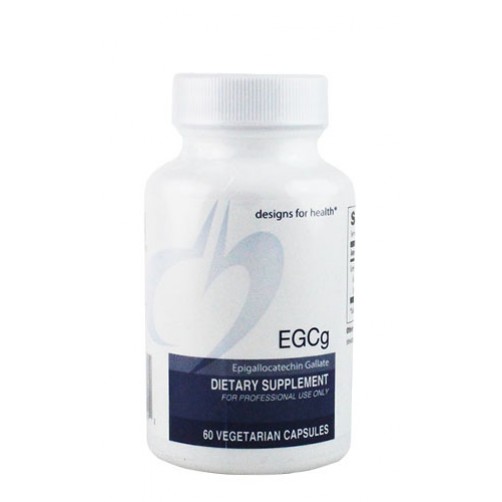 designs for health®
EGCg
Epigallocatechin Gallate
DIETARY SUPPLEMENT
FOR PROFESSIONAL USE ONLY
60 VEGETARIAN CAPSULES